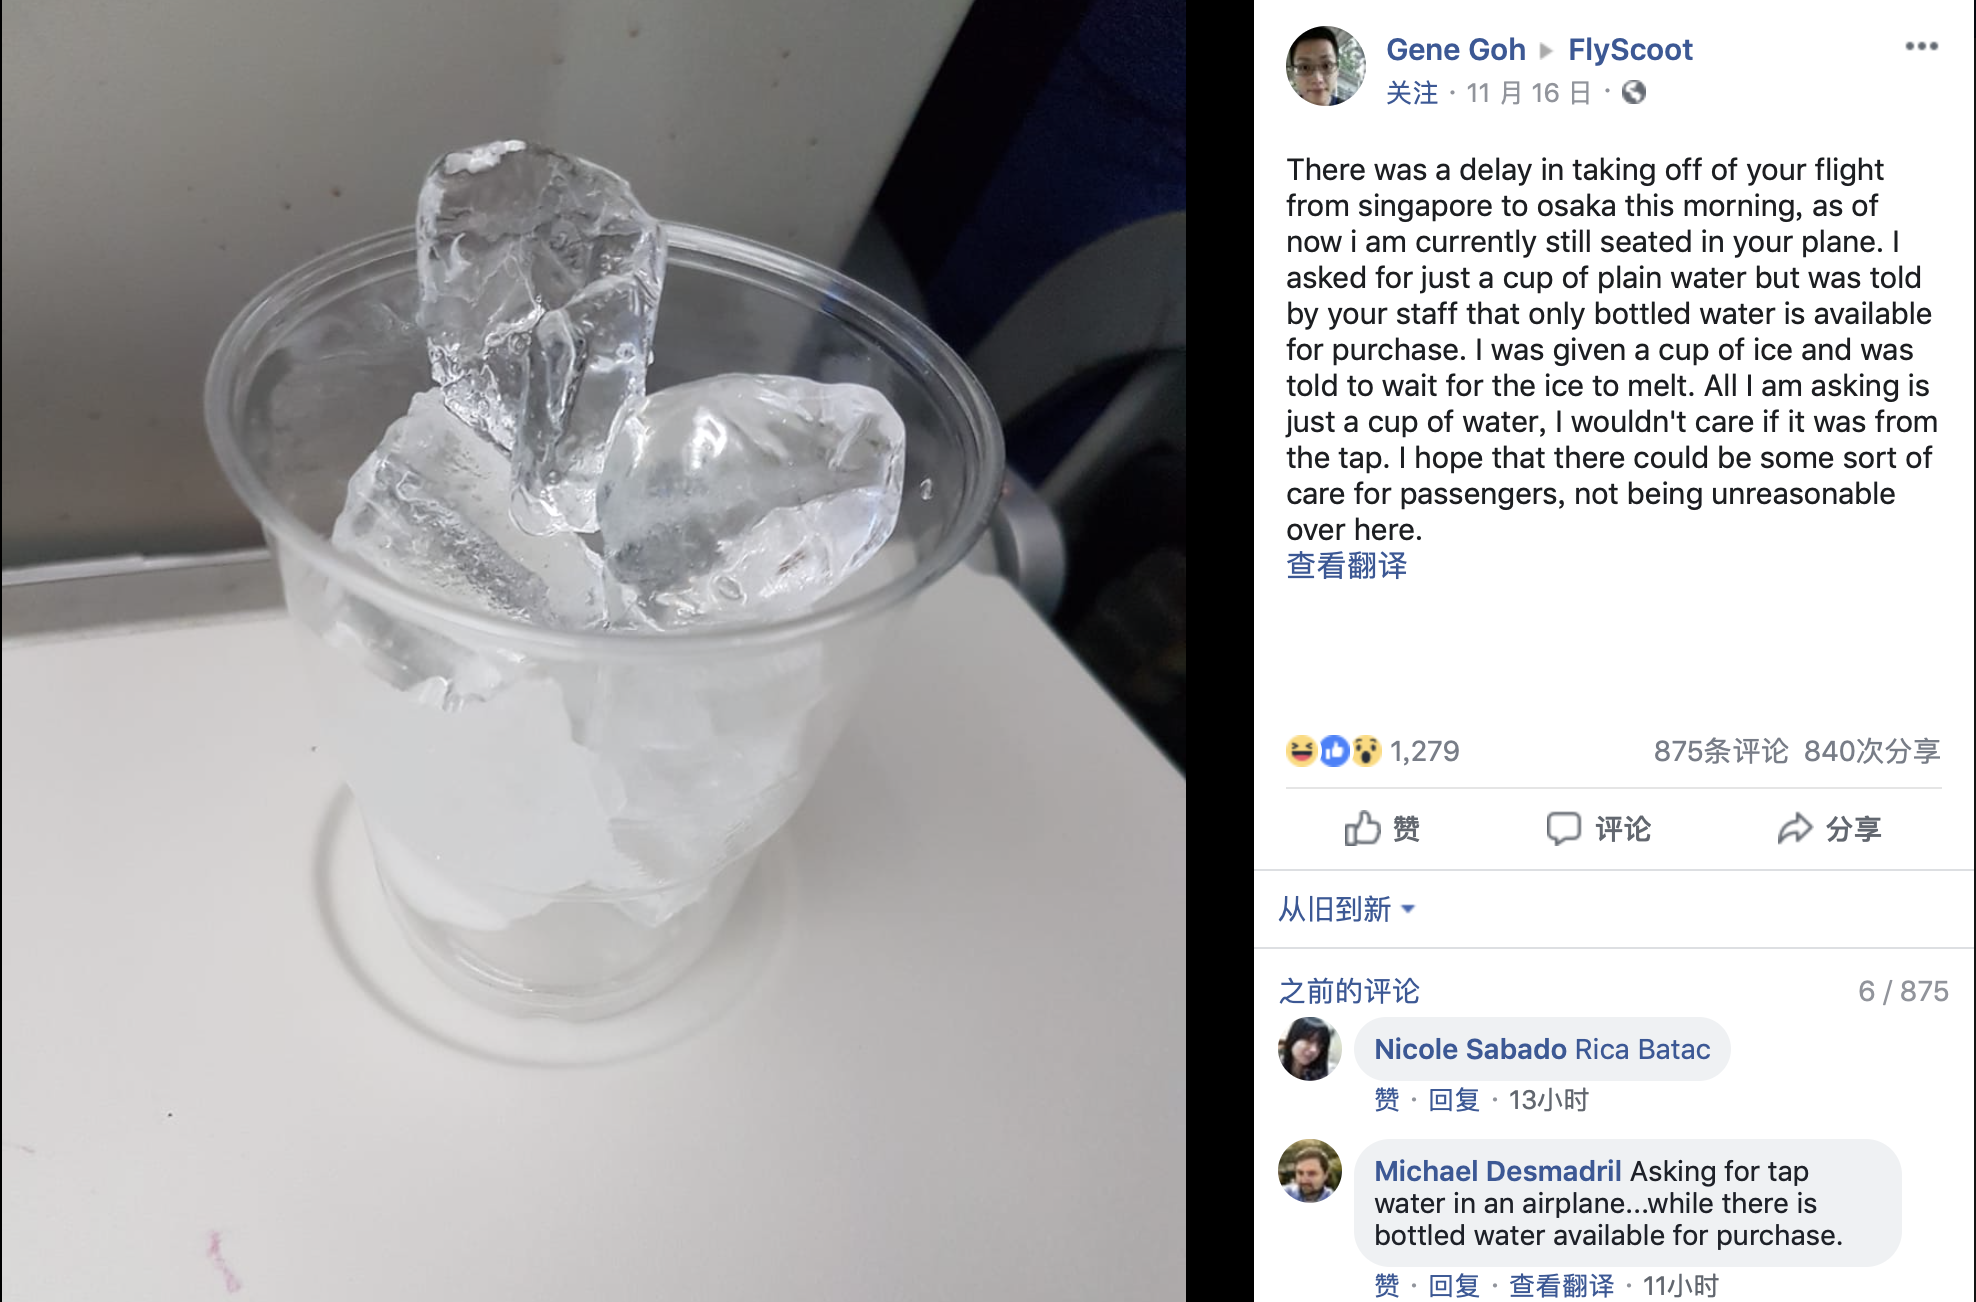 Gene Goh ▸ FlyScoot
关注 · 11 月 16 日 ·
There was a delay in taking off of your flight
from singapore to osaka this morning, as of
now i am currently still seated in your plane. I
asked for just a cup of plain water but was told
by your staff that only bottled water is available
for purchase. I was given a cup of ice and was
told to wait for the ice to melt. All I am asking is
just a cup of water, I wouldn't care if it was from
the tap. I hope that there could be some sort of
care for passengers, not being unreasonable
over here.
查看翻译
1,279 875条评论 840次分享
赞 评论 分享
从旧到新
之前的评论 6 / 875
Nicole Sabado Rica Batac
赞 · 回复 · 13小时
Michael Desmadril Asking for tap
water in an airplane...while there is
bottled water available for purchase.
赞 · 回复 · 查看翻译 · 11小时